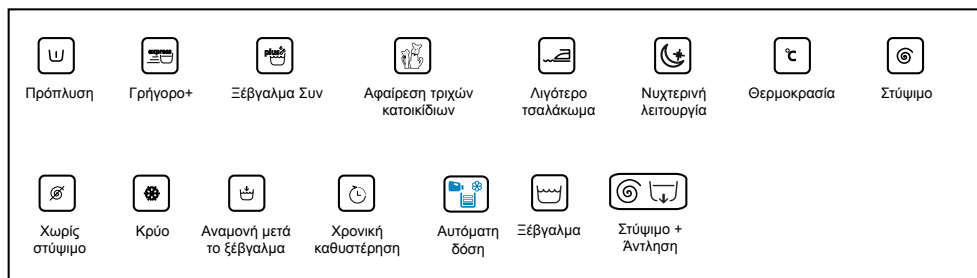 express
plus
℃
Πρόπλυση
Γρήγορο+
Ξέβγαλμα Συν
Αφαίρεση τριχών
κατοικίδιων
Λιγότερο
τσαλάκωμα
Νυχτερινή
λειτουργία
Θερμοκρασία
Στύψιμο
Χωρίς
στύψιμο
Κρύο
Αναμονή μετά
το ξέβγαλμα
Χρονική
καθυστέρηση
Αυτόματη
δόση
Ξέβγαλμα
Στύψιμο +
Άντληση